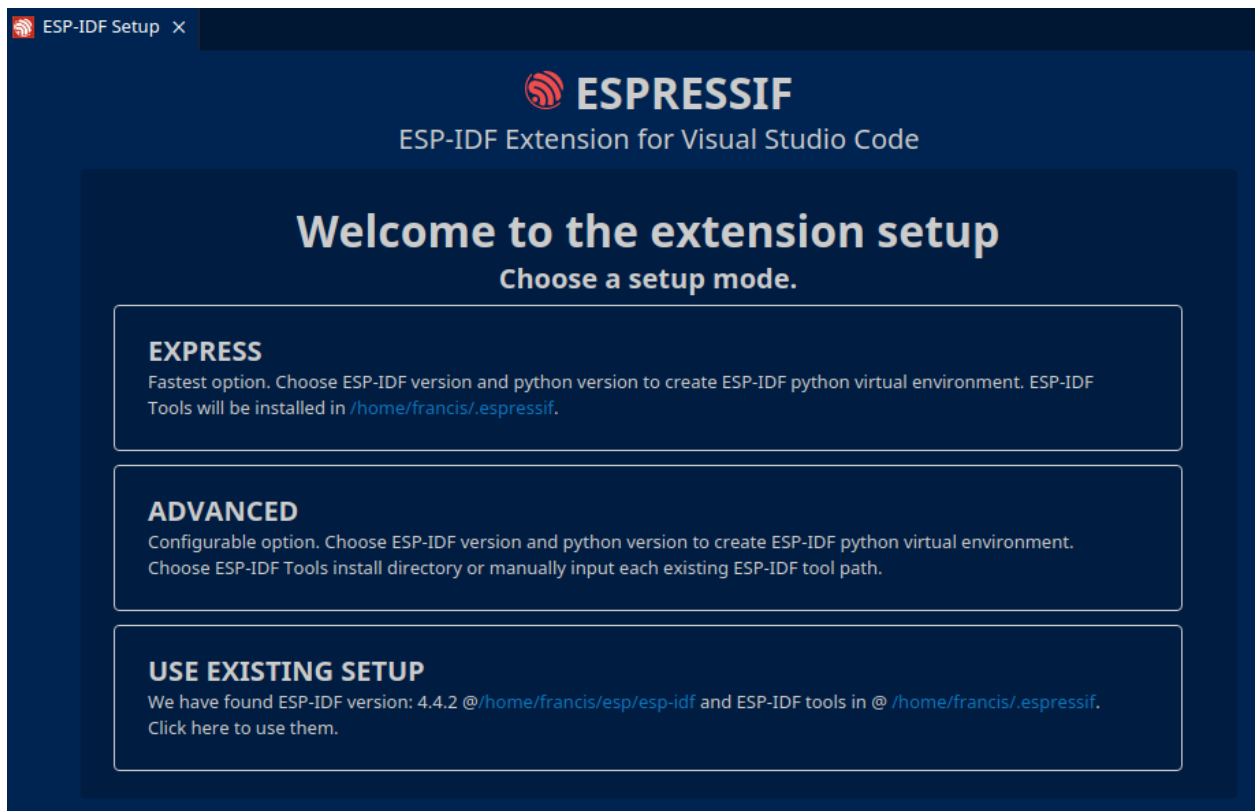 ESP-IDF Setup
ESPRESSIF
ESP-IDF Extension for Visual Studio Code
Welcome to the extension setup
Choose a setup mode.
EXPRESS
Fastest option. Choose ESP-IDF version and python version to create ESP-IDF python virtual environment. ESP-IDF
Tools will be installed in /home/francis/.espressif.
ADVANCED
Configurable option. Choose ESP-IDF version and python version to create ESP-IDF python virtual environment.
Choose ESP-IDF Tools install directory or manually input each existing ESP-IDF tool path.
USE EXISTING SETUP
We have found ESP-IDF version: 4.4.2 @/home/francis/esp/esp-idf and ESP-IDF tools in @ /home/francis/.espressif.
Click here to use them.